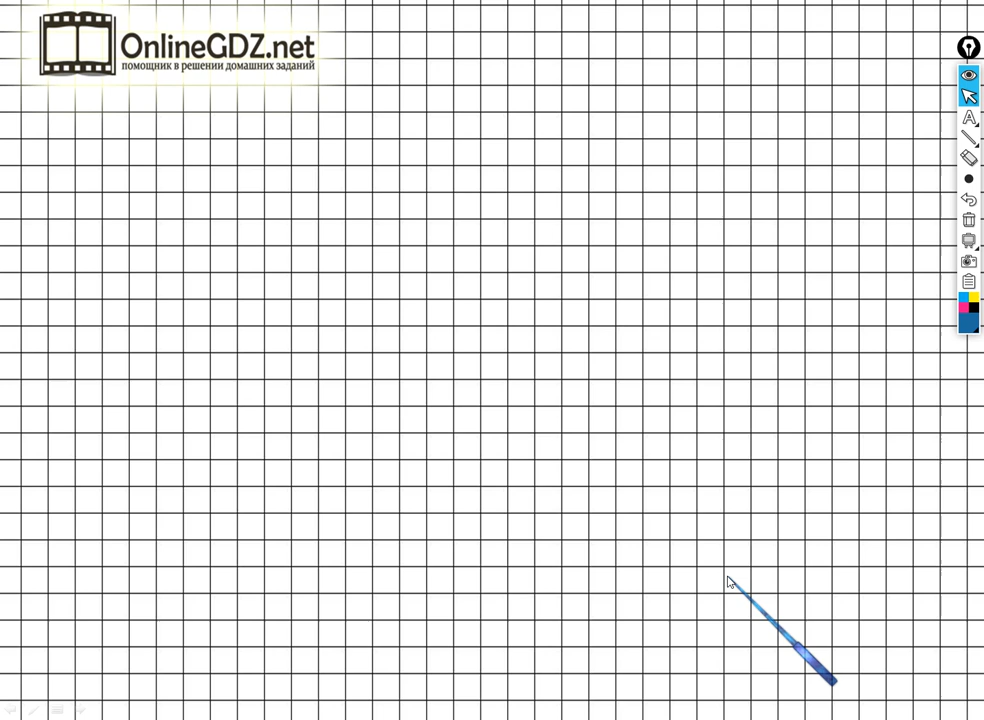 OnlineGDZ.net
помощник в решении домашних заданий
A